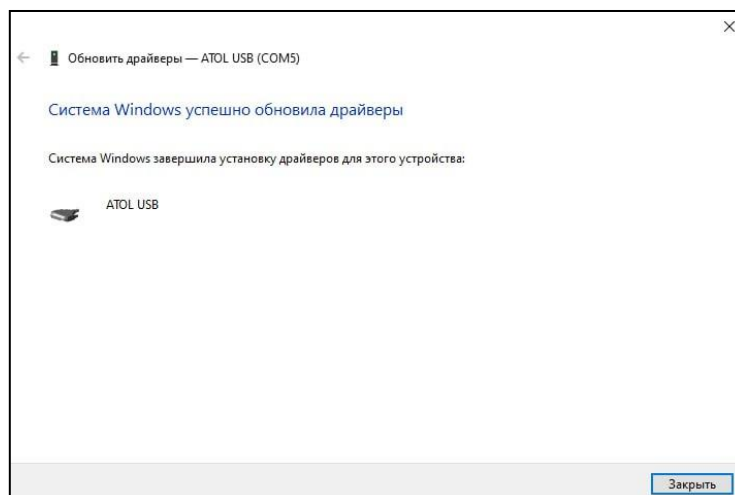 Обновить драйверы — ATOL USB (COM5)
Система Windows успешно обновила драйверы
Система Windows завершила установку драйверов для этого устройства:
ATOL USB
Закрыть